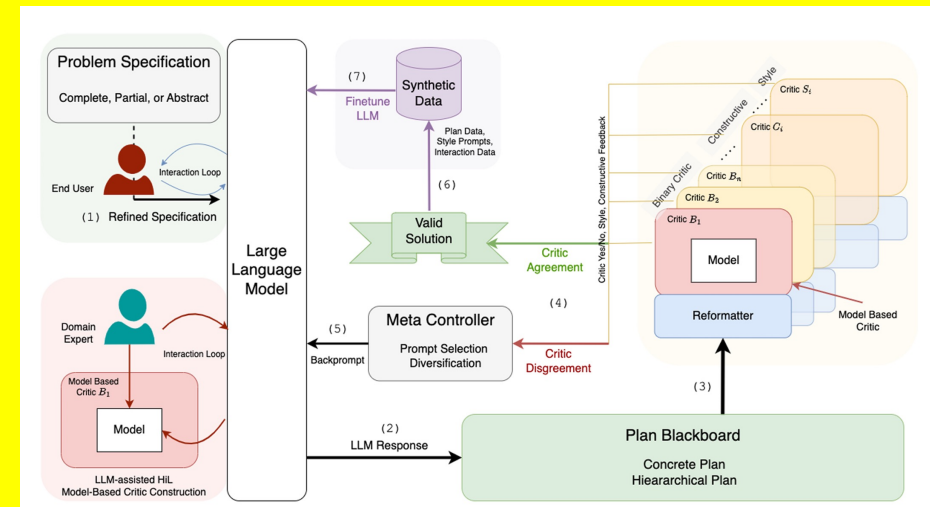 Problem Specification
Complete, Partial, or Abstract
End User
Interaction Loop
(1) Refined Specification
Domain
Expert
Interaction Loop
Model Based
Critic B1
Model
LLM-assisted HiL
Model-Based Critic Construction
Large
Language
Model
(7)
Finetune
LLM
Synthetic
Data
Plan Data,
Style Prompts,
Interaction Data
(6)
Valid
Solution
Critic
Agreement
(4)
Critic
Disgreement
Meta Controller
Prompt Selection
Diversification
(5)
Backprompt
(2)
LLM Response
Plan Blackboard
Concrete Plan
Hieararchical Plan
(3)
Critic Yes/No, Style, Constructive Feedback
Binary Critic
Constructive
....
Style
....
Critic Si
Critic Ci
Critic Bn
Critic B2
Critic B1
Model
Reformatter
Model Based
Critic